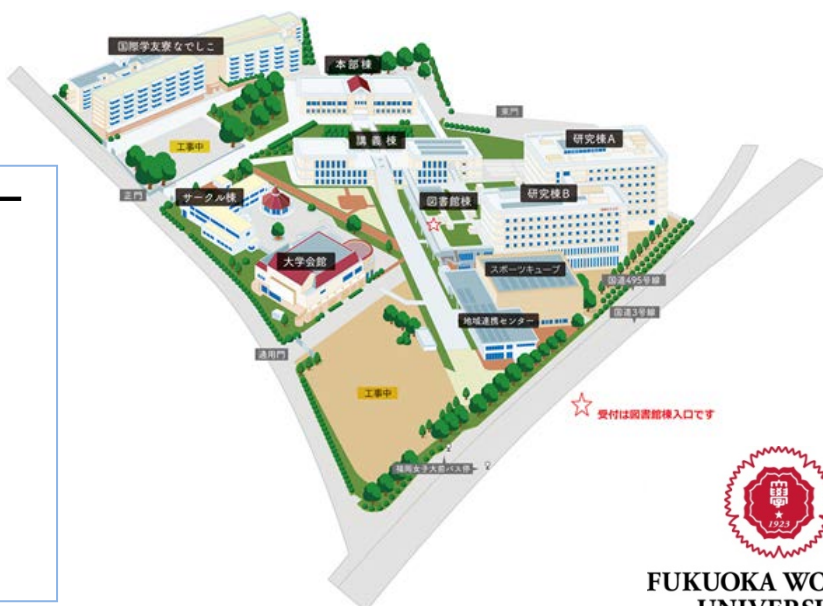 国際学友寮なでしこ
本部棟
東門
工事中
講義棟
研究棟A
正門
サークル棟
図書館棟
研究棟B
大学会館
スポーツキューブ
国道495号線
地域連携センター
国道3号線
通用門
工事中
受付は図書館棟入口です
福岡女子大前バス停
學
1923
FUKUOKA WO
UNIVERSI